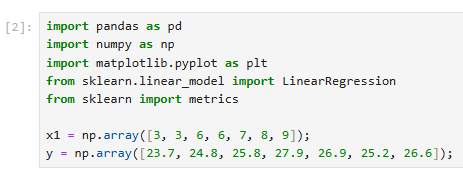 [2]:
import pandas as pd
import numpy as np
import matplotlib.pyplot as plt
from sklearn.linear_model import LinearRegression
from sklearn import metrics
x1 = np.array([3, 3, 6, 6, 7, 8, 9]);
y = np.array([23.7, 24.8, 25.8, 27.9, 26.9, 25.2, 26.6]);